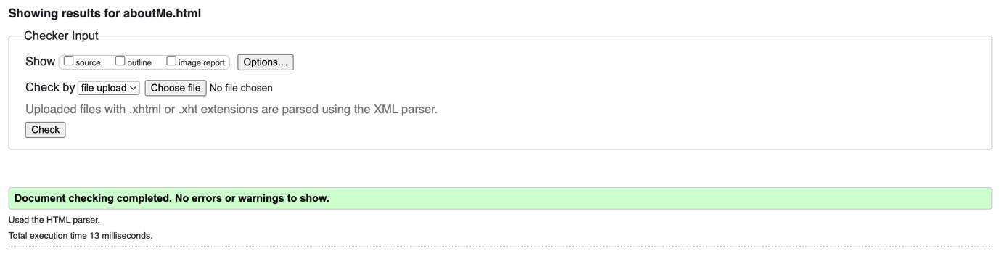 Showing results for aboutMe.html
Checker Input
Show source outline image report Options...
Check by file upload Choose file No file chosen
Uploaded files with .xhtml or .xht extensions are parsed using the XML parser.
Check
Document checking completed. No errors or warnings to show.
Used the HTML parser.
Total execution time 13 milliseconds.